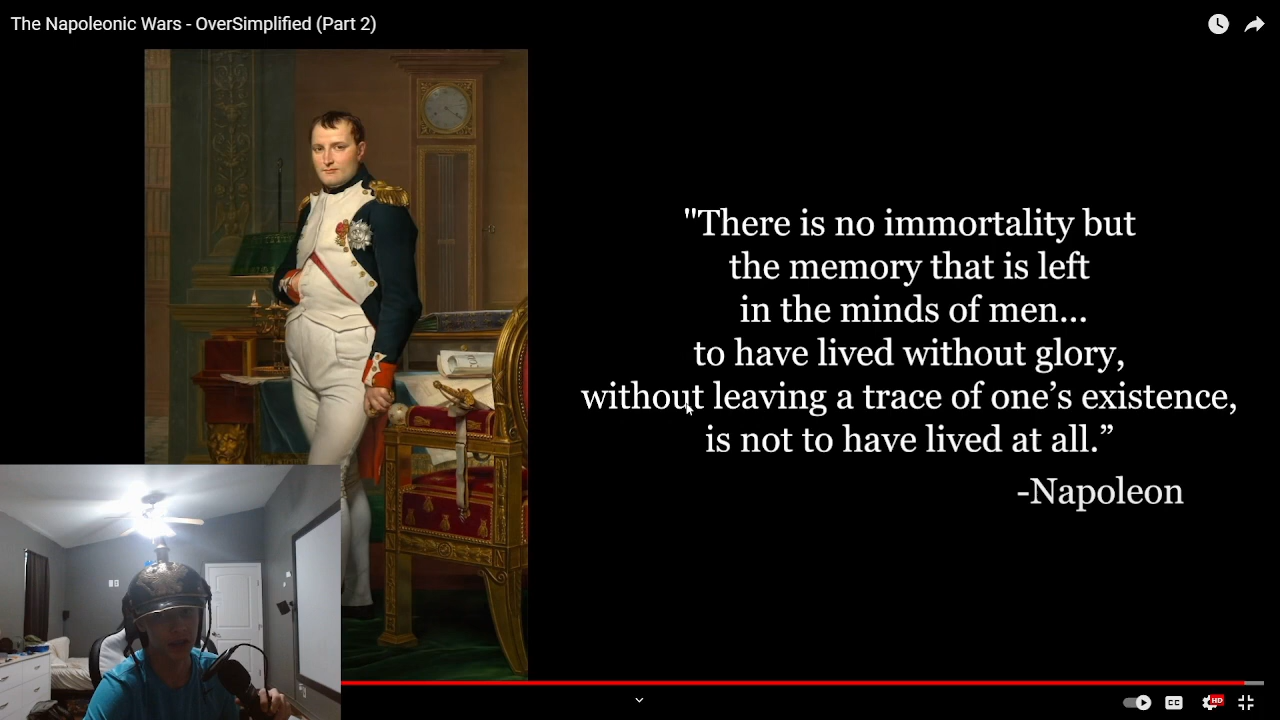 The Napoleonic Wars - OverSimplified (Part 2)
"There is no immortality but
the memory that is left
in the minds of men...
to have lived without glory,
without leaving a trace of one’s existence,
is not to have lived at all.”
-Napoleon
CC
HD